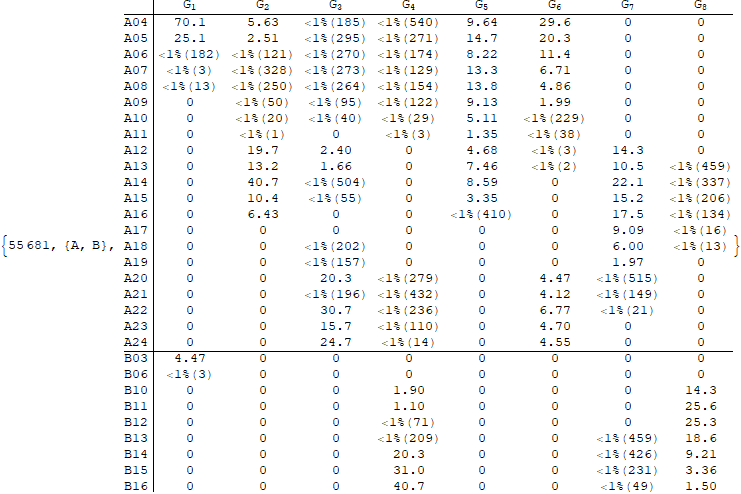 G1 G2 G3 G4 G5 G6 G7 G8
A04 70.1 5.63 <1%(185) <1%(540) 9.64 29.6 0 0
A05 25.1 2.51 <1%(295) <1%(271) 14.7 20.3 0 0
A06 <1%(182) <1%(121) <1%(270) <1%(174) 8.22 11.4 0 0
A07 <1%(3) <1%(328) <1%(273) <1%(129) 13.3 6.71 0 0
A08 <1%(13) <1%(250) <1%(264) <1%(154) 13.8 4.86 0 0
A09 0 <1%(50) <1%(95) <1%(122) 9.13 1.99 0 0
A10 0 <1%(20) <1%(40) <1%(29) 5.11 <1%(229) 0 0
A11 0 <1%(1) 0 <1%(3) 1.35 <1%(38) 0 0
A12 0 19.7 2.40 0 4.68 <1%(3) 14.3 0
A13 0 13.2 1.66 0 7.46 <1%(2) 10.5 <1%(459)
A14 0 40.7 <1%(504) 0 8.59 0 22.1 <1%(337)
A15 0 10.4 <1%(55) 0 3.35 0 15.2 <1%(206)
A16 0 6.43 0 0 <1%(410) 0 17.5 <1%(134)
A17 0 0 0 0 0 0 9.09 <1%(16)
{55681, {A, B}, A18 0 0 <1%(202) 0 0 0 6.00 <1%(13) }
A19 0 0 <1%(157) 0 0 0 1.97 0
A20 0 0 20.3 <1%(279) 0 4.47 <1%(515) 0
A21 0 0 <1%(196) <1%(432) 0 4.12 <1%(149) 0
A22 0 0 30.7 <1%(236) 0 6.77 <1%(21) 0
A23 0 0 15.7 <1%(110) 0 4.70 0 0
A24 0 0 24.7 <1%(14) 0 4.55 0 0
B03 4.47 0 0 0 0 0 0 0
B06 <1%(3) 0 0 0 0 0 0 0
B10 0 0 0 1.90 0 0 0 14.3
B11 0 0 0 1.10 0 0 0 25.6
B12 0 0 0 <1%(71) 0 0 0 25.3
B13 0 0 0 <1%(209) 0 0 <1%(459) 18.6
B14 0 0 0 20.3 0 0 <1%(426) 9.21
B15 0 0 0 31.0 0 0 <1%(231) 3.36
B16 0 0 0 40.7 0 0 <1%(49) 1.50